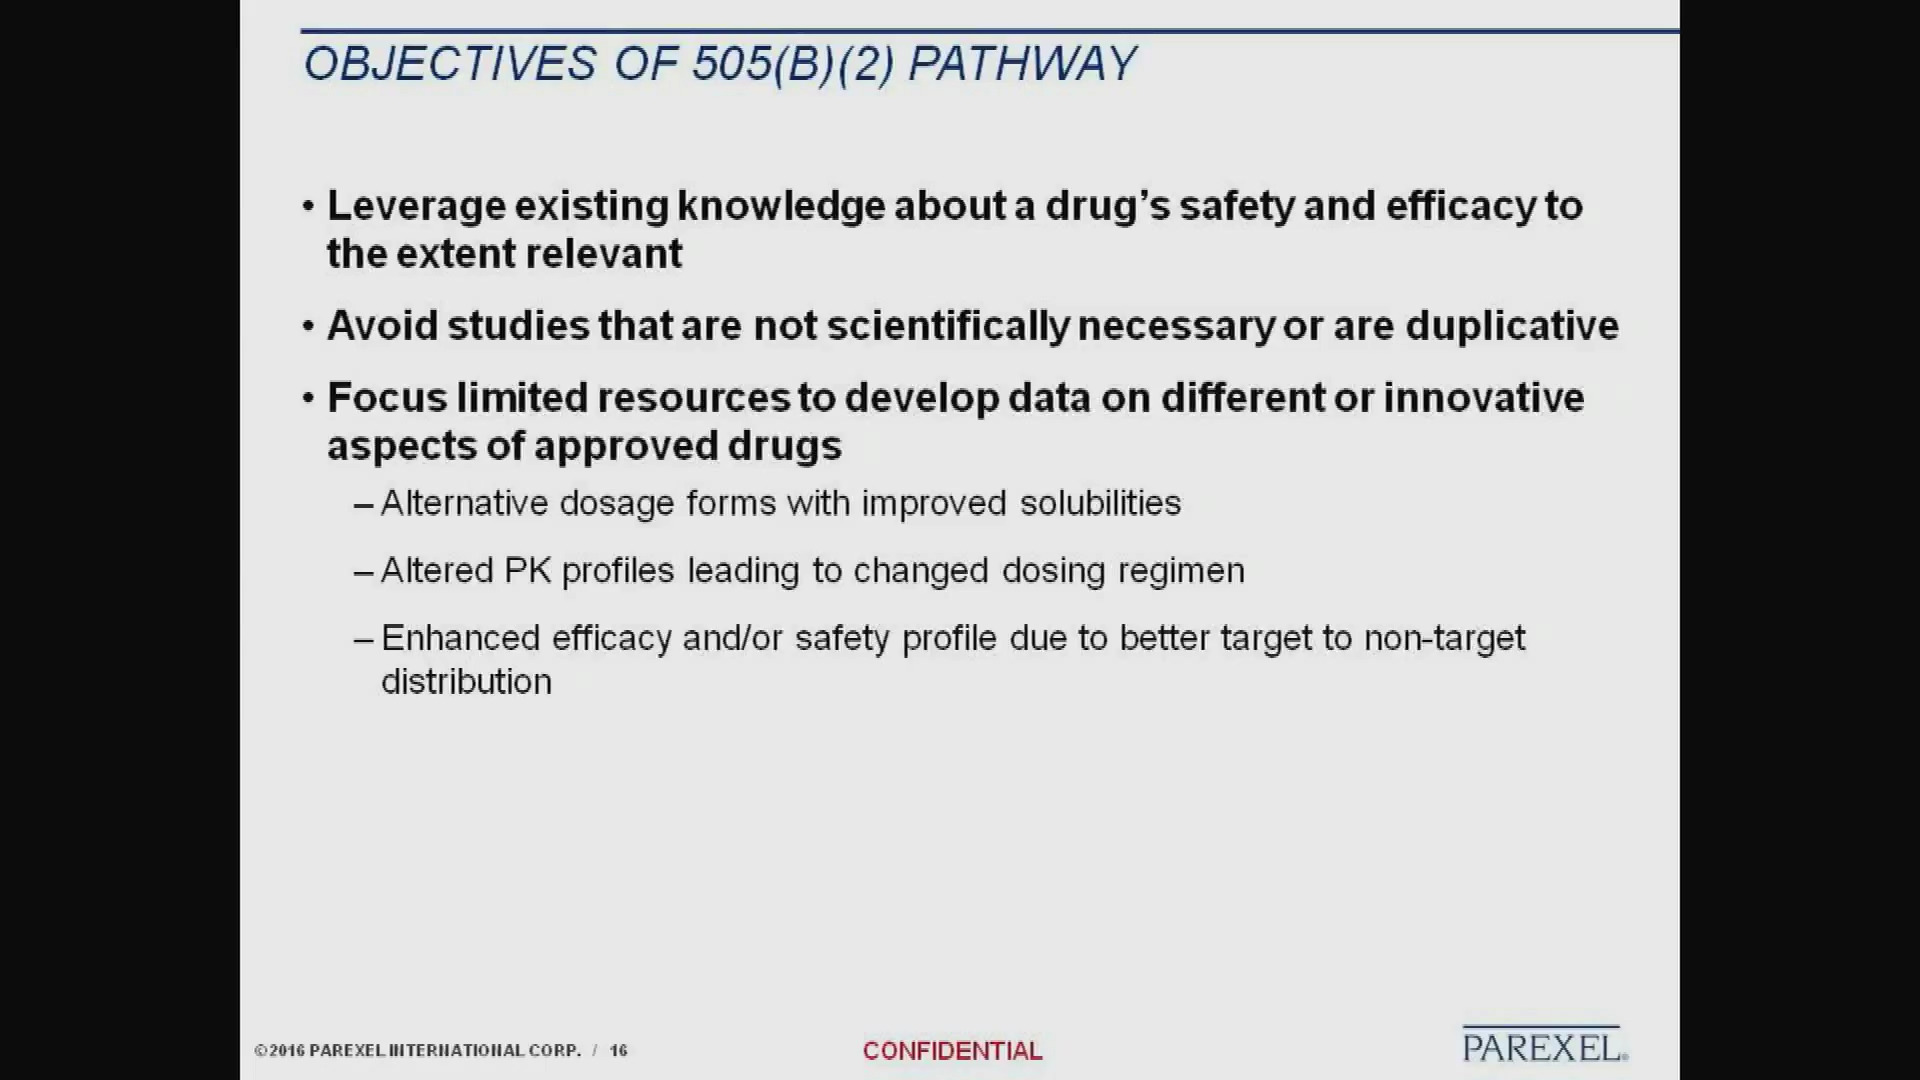 OBJECTIVES OF 505(B)(2) PATHWAY
• Leverage existing knowledge about a drug's safety and efficacy to
the extent relevant
• Avoid studies that are not scientifically necessary or are duplicative
• Focus limited resources to develop data on different or innovative
aspects of approved drugs
– Alternative dosage forms with improved solubilities
– Altered PK profiles leading to changed dosing regimen
– Enhanced efficacy and/or safety profile due to better target to non-target
distribution
©2016 PAREXEL INTERNATIONAL CORP. / 16
CONFIDENTIAL
PAREXEL®